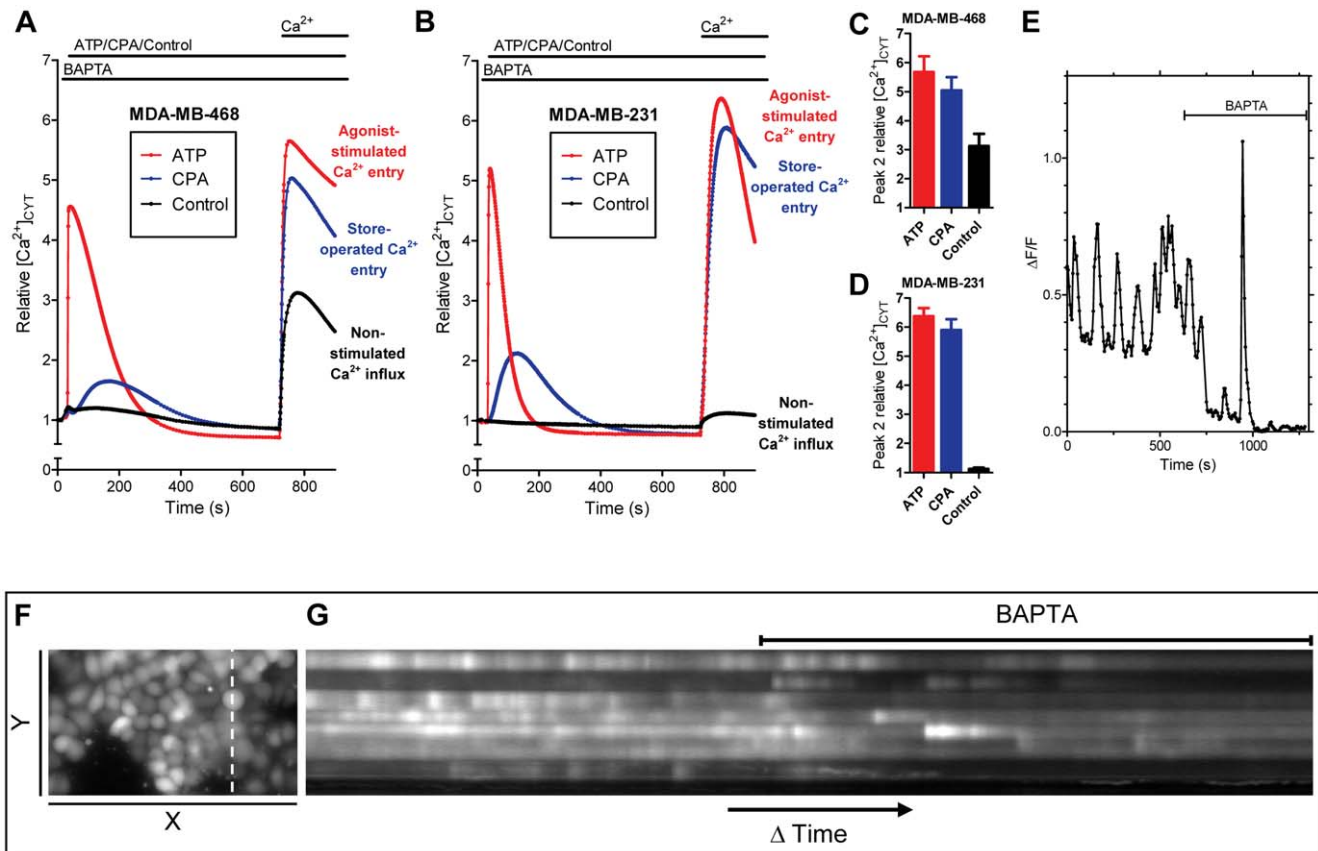 A
Ca²⁺
ATP/CPA/Control
BAPTA
7
6
5
4
3
2
1
0
Relative [Ca²⁺]CYT
MDA-MB-468
ATP
CPA
Control
Agonist-
stimulated
Ca²⁺ entry
Store-
operated Ca²⁺
entry
Non-
stimulated
Ca²⁺ influx
0 200 400 600 800
Time (s)
B
Ca²⁺
ATP/CPA/Control
BAPTA
7
6
5
4
3
2
1
0
Relative [Ca²⁺]CYT
MDA-MB-231
ATP
CPA
Control
Agonist-
stimulated
Ca²⁺ entry
Store-
operated Ca²⁺
entry
Non-
stimulated
Ca²⁺ influx
0 200 400 600 800
Time (s)
C
MDA-MB-468
Peak 2 relative [Ca²⁺]CYT
7
6
5
4
3
2
1
ATP CPA Control
D
MDA-MB-231
Peak 2 relative [Ca²⁺]CYT
7
6
5
4
3
2
1
ATP CPA Control
E
BAPTA
ΔF/F
1.0
0.5
0.0
0 500 1000
Time (s)
F
Y
X
G
BAPTA
Δ Time